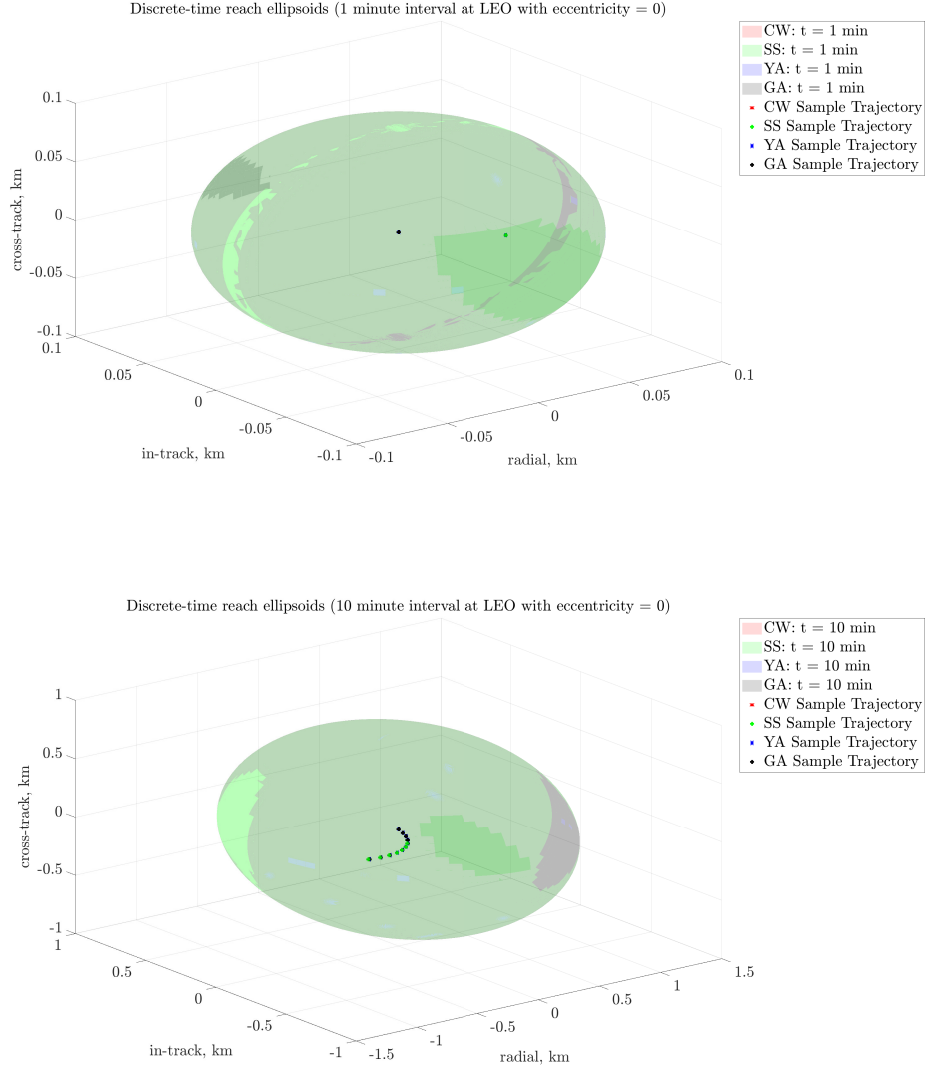 Discrete-time reach ellipsoids (1 minute interval at LEO with eccentricity = 0)
CW: t = 1 min
SS: t = 1 min
YA: t = 1 min
GA: t = 1 min
CW Sample Trajectory
SS Sample Trajectory
YA Sample Trajectory
GA Sample Trajectory
0.1
0.05
0
-0.05
-0.1
cross-track, km
0.1
0.05
0
-0.05
-0.1
in-track, km
-0.1
-0.05
0
0.05
0.1
radial, km
Discrete-time reach ellipsoids (10 minute interval at LEO with eccentricity = 0)
CW: t = 10 min
SS: t = 10 min
YA: t = 10 min
GA: t = 10 min
CW Sample Trajectory
SS Sample Trajectory
YA Sample Trajectory
GA Sample Trajectory
1
0.5
0
-0.5
-1
cross-track, km
1
0.5
0
-0.5
-1
in-track, km
-1.5
-1
-0.5
0
0.5
1
1.5
radial, km